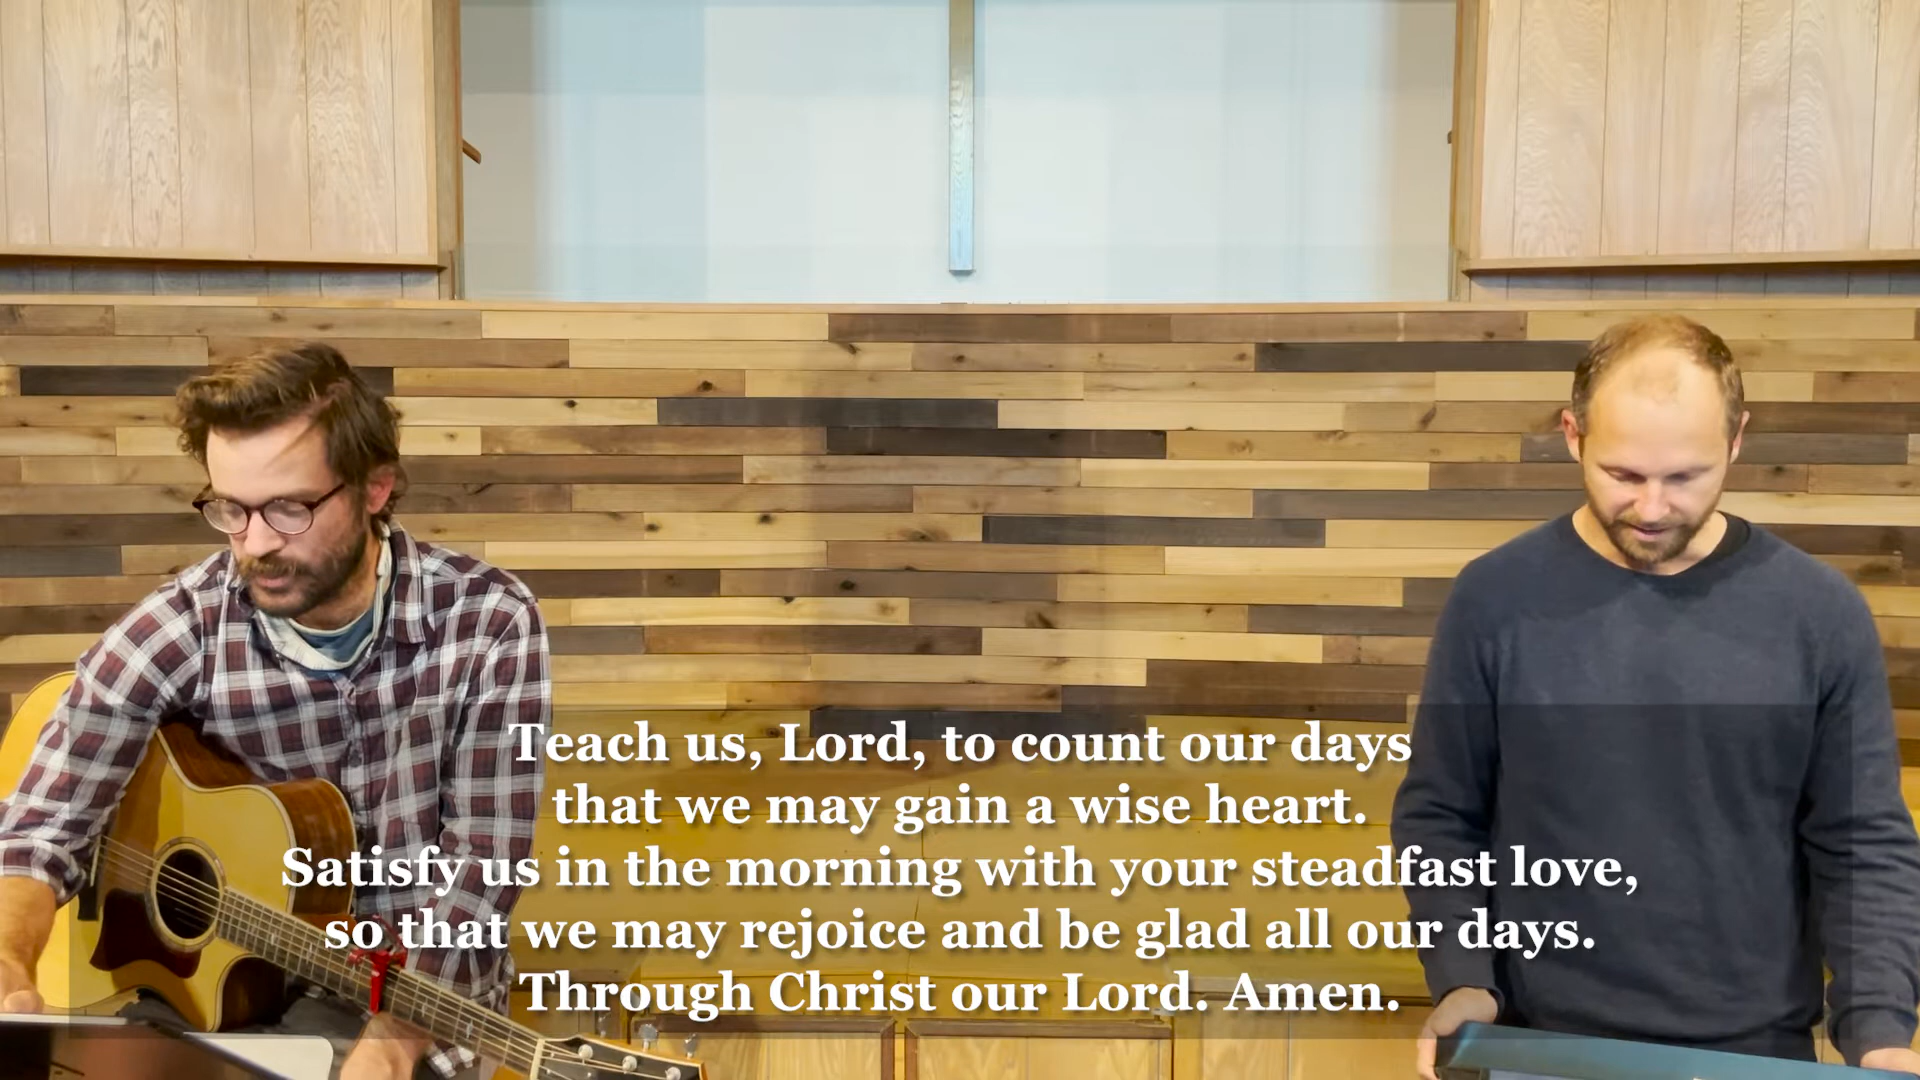 Teach us, Lord, to count our days
that we may gain a wise heart.
Satisfy us in the morning with your steadfast love,
so that we may rejoice and be glad all our days.
Through Christ our Lord. Amen.